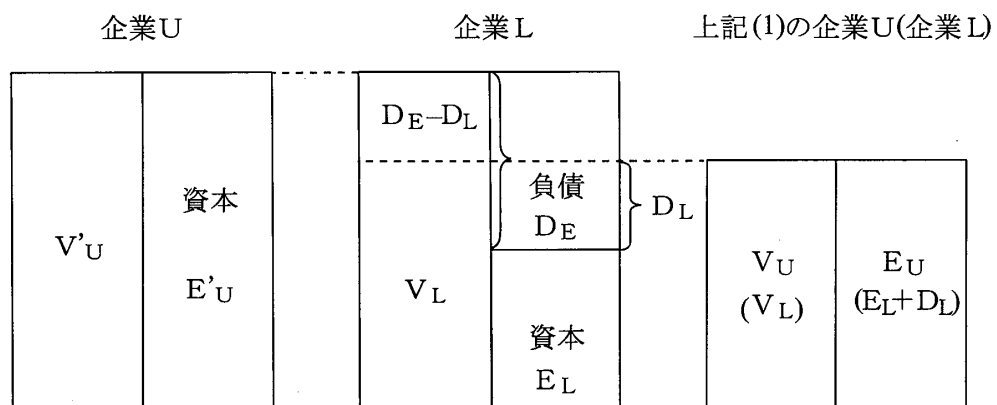 企業U
企業L
上記(1)の企業U(企業L)
V'U
資本
E'U
DE−DL
VL
負債
DE
資本
EL
DL
VU
(VL)
EU
(EL+DL)